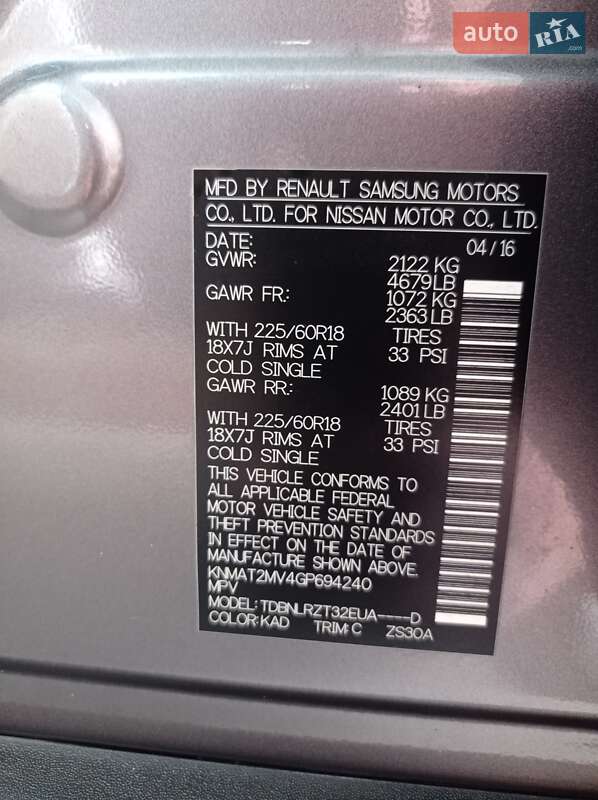 auto RIA
.com
MFD BY RENAULT SAMSUNG MOTORS
CO., LTD. FOR NISSAN MOTOR CO., LTD.
DATE: 04/16
GVWR: 2122 KG
4679 LB
GAWR FR.: 1072 KG
2363 LB
WITH 225/60R18 TIRES
18X7J RIMS AT 33 PSI
COLD SINGLE
GAWR RR.: 1089 KG
2401 LB
WITH 225/60R18 TIRES
18X7J RIMS AT 33 PSI
COLD SINGLE
THIS VEHICLE CONFORMS TO
ALL APPLICABLE FEDERAL
MOTOR VEHICLE SAFETY AND
THEFT PREVENTION STANDARDS
IN EFFECT ON THE DATE OF
MANUFACTURE SHOWN ABOVE.
KNMAT2MV4GP694240
MPV
MODEL: TDBNLRZT32EUA----D
COLOR: KAD TRIM: C ZS30A